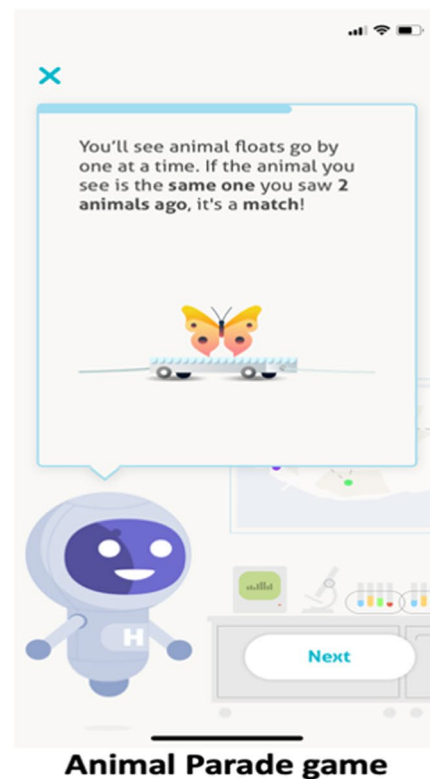 You'll see animal floats go by
one at a time. If the animal you
see is the same one you saw 2
animals ago, it's a match!
H
Next
Animal Parade game